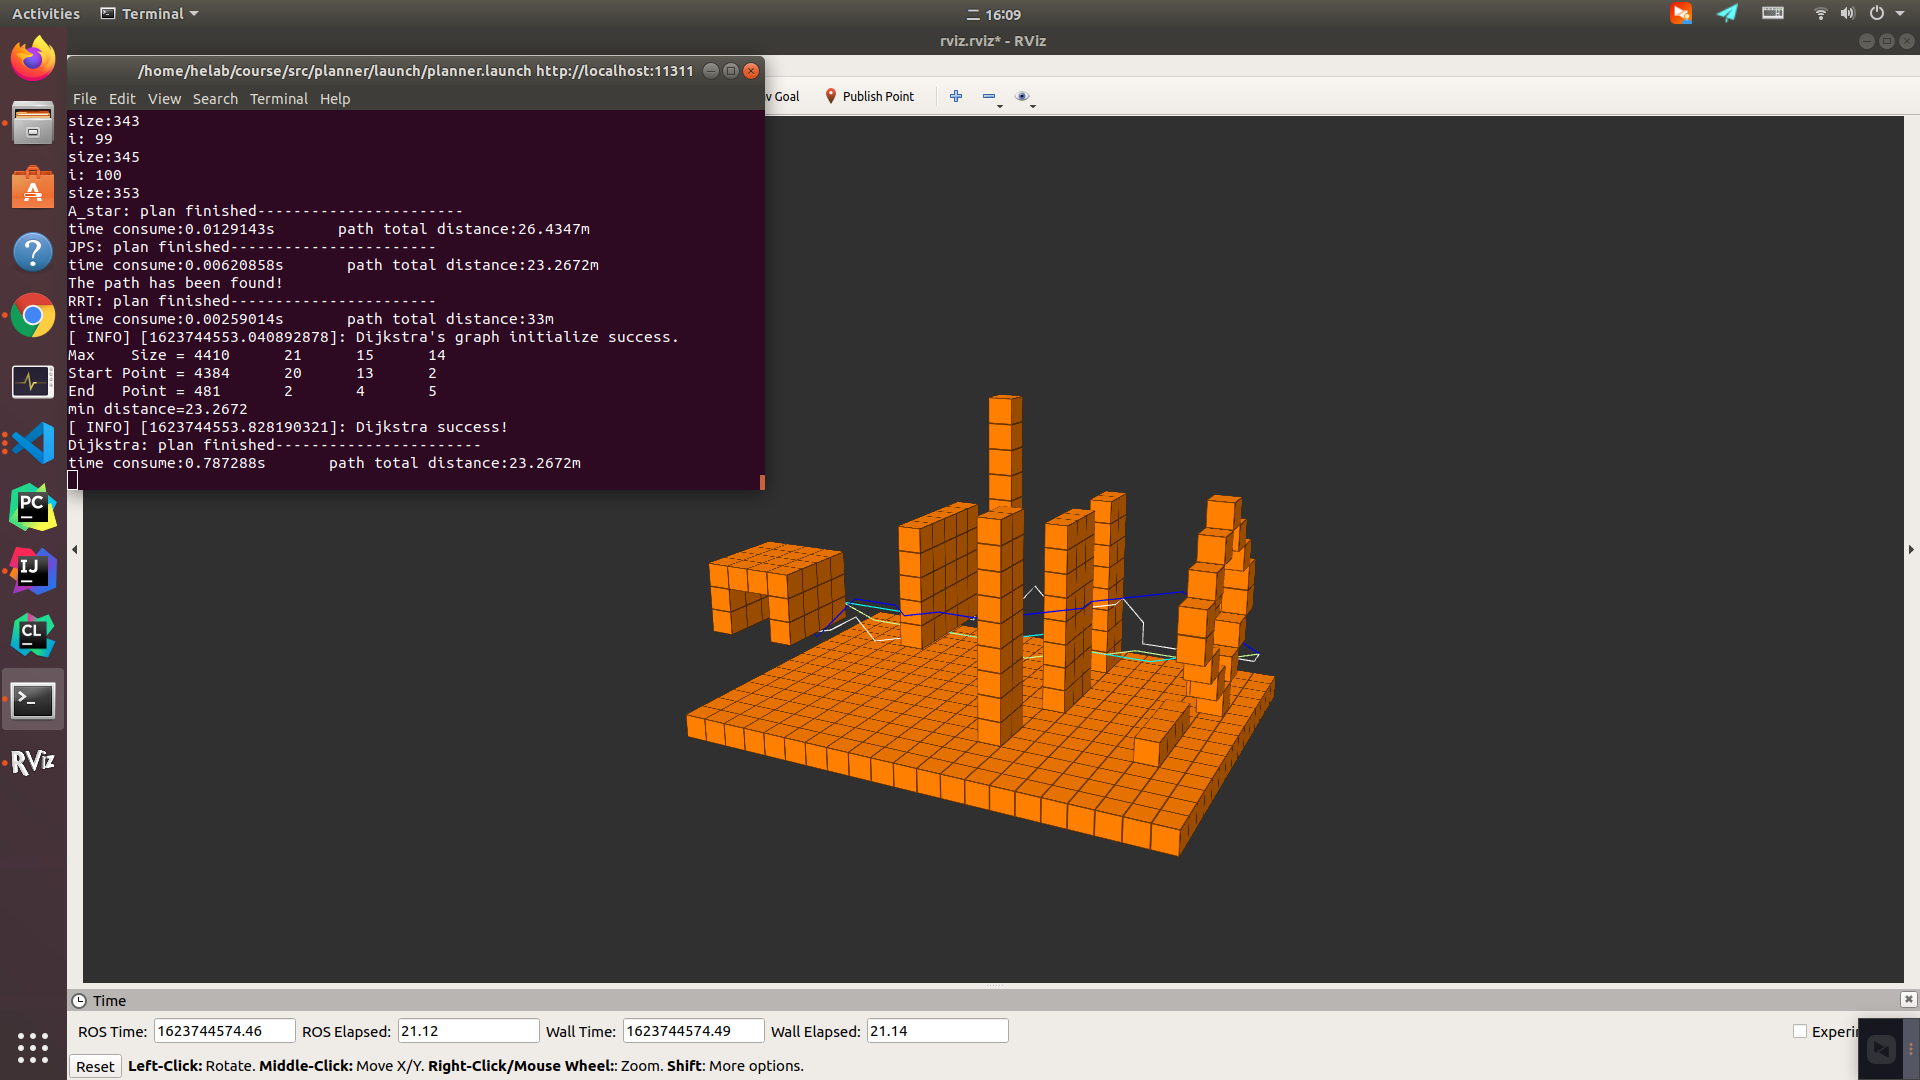 Activities
Terminal
二 16:09
rviz.rviz* - RViz
/home/helab/course/src/planner/launch/planner.launch http://localhost:11311
File Edit View Search Terminal Help
Goal
Publish Point
size:343
i: 99
size:345
i: 100
size:353
A_star: plan finished-----------------------
time consume:0.0129143s       path total distance:26.4347m
JPS: plan finished-----------------------
time consume:0.00620858s       path total distance:23.2672m
The path has been found!
RRT: plan finished-----------------------
time consume:0.00259014s       path total distance:33m
[ INFO] [1623744553.040892878]: Dijkstra's graph initialize success.
Max    Size = 4410      21      15      14
Start Point = 4384      20      13      2
End   Point = 481       2       4       5
min distance=23.2672
[ INFO] [1623744553.828190321]: Dijkstra success!
Dijkstra: plan finished-----------------------
time consume:0.787288s       path total distance:23.2672m
PC
IJ
CL
RViz
Time
ROS Time: 1623744574.46 ROS Elapsed: 21.12 Wall Time: 1623744574.49 Wall Elapsed: 21.14
Reset Left-Click: Rotate. Middle-Click: Move X/Y. Right-Click/Mouse Wheel:: Zoom. Shift: More options.